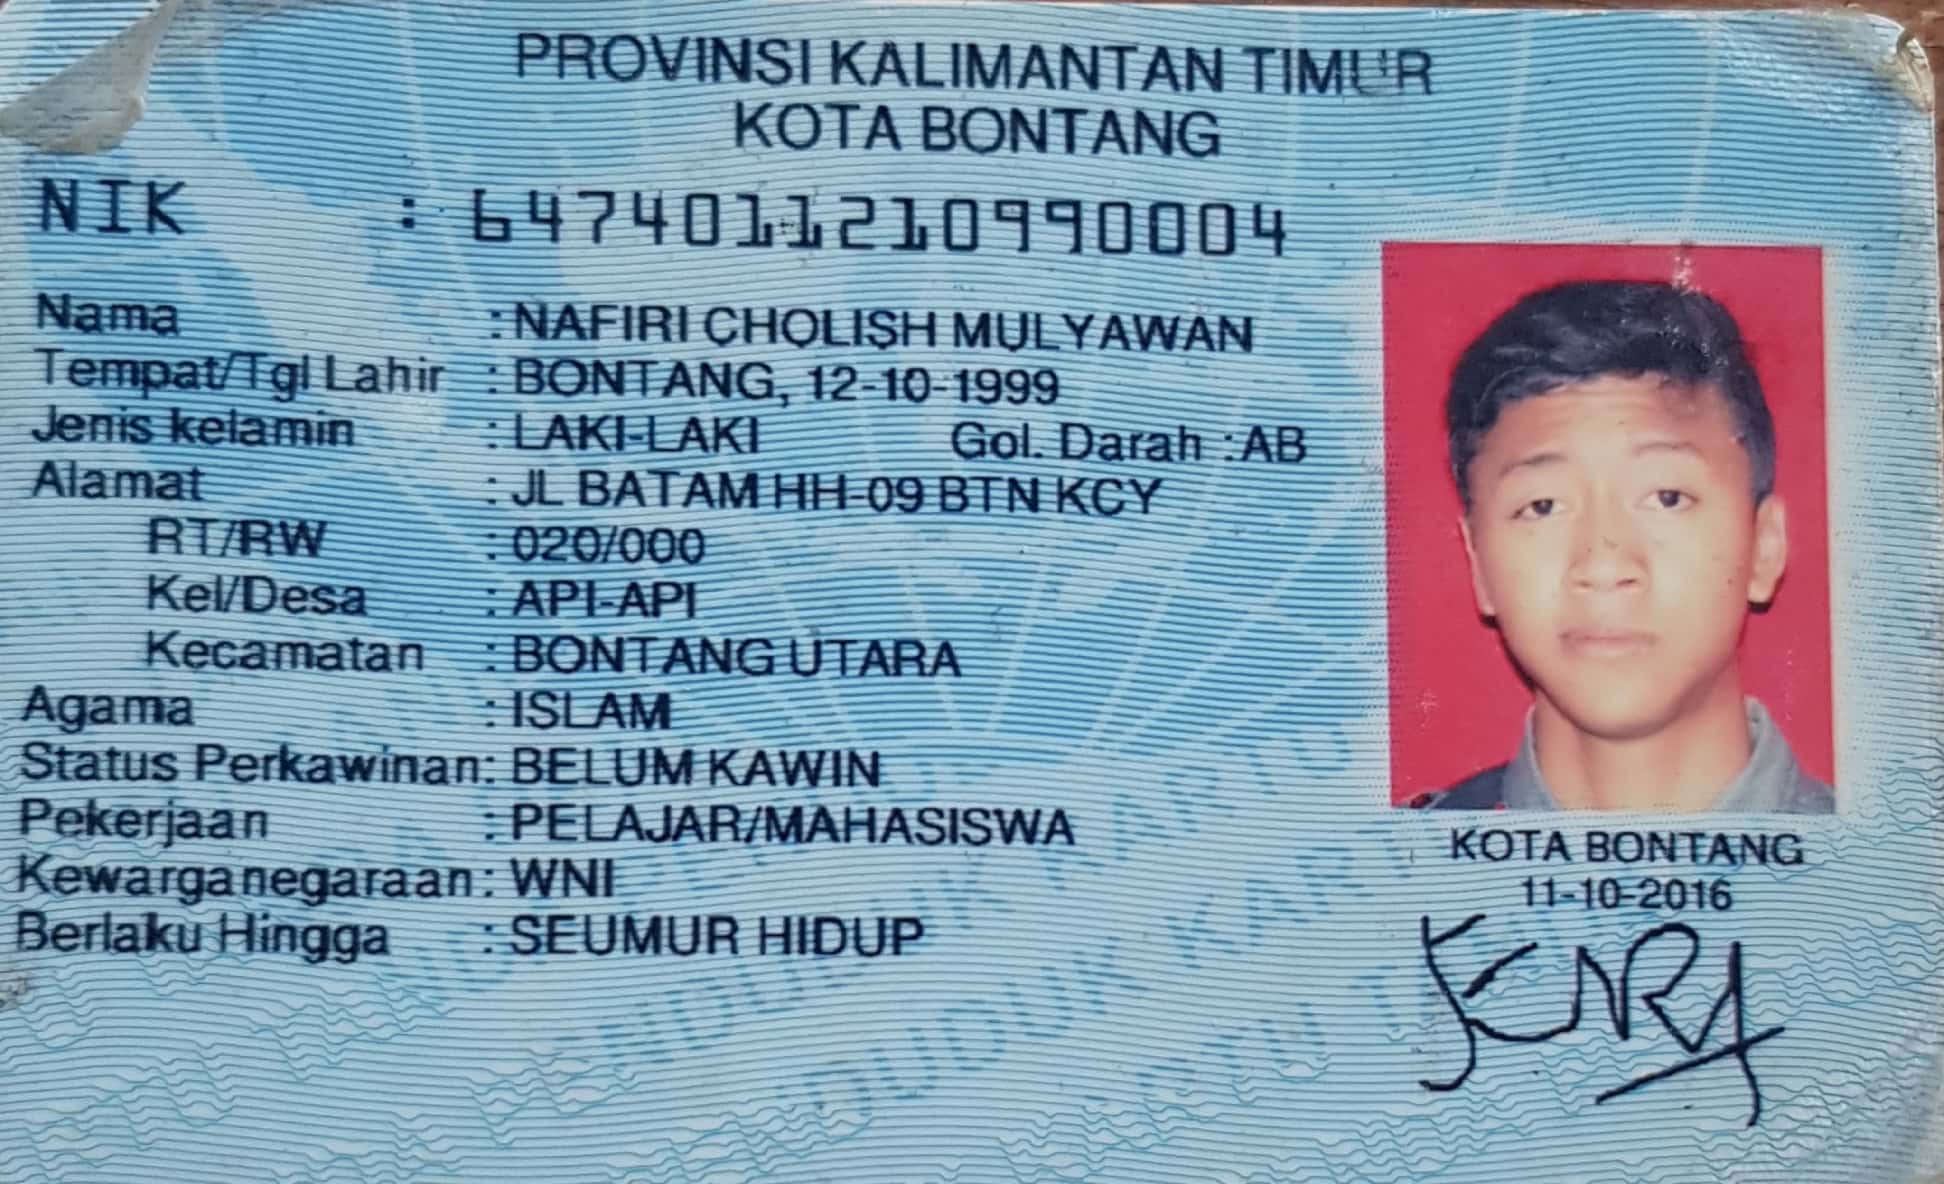 PROVINSI KALIMANTAN TIMUR
KOTA BONTANG
NIK : 6474011210990004
Nama : NAFIRI CHOLISH MULYAWAN
Tempat/Tgl Lahir : BONTANG, 12-10-1999
Jenis kelamin : LAKI-LAKI Gol. Darah : AB
Alamat : JL BATAM HH-09 BTN KCY
RT/RW : 020/000
Kel/Desa : API-API
Kecamatan : BONTANG UTARA
Agama : ISLAM
Status Perkawinan: BELUM KAWIN
Pekerjaan : PELAJAR/MAHASISWA
Kewarganegaraan: WNI
Berlaku Hingga : SEUMUR HIDUP
KOTA BONTANG
11-10-2016